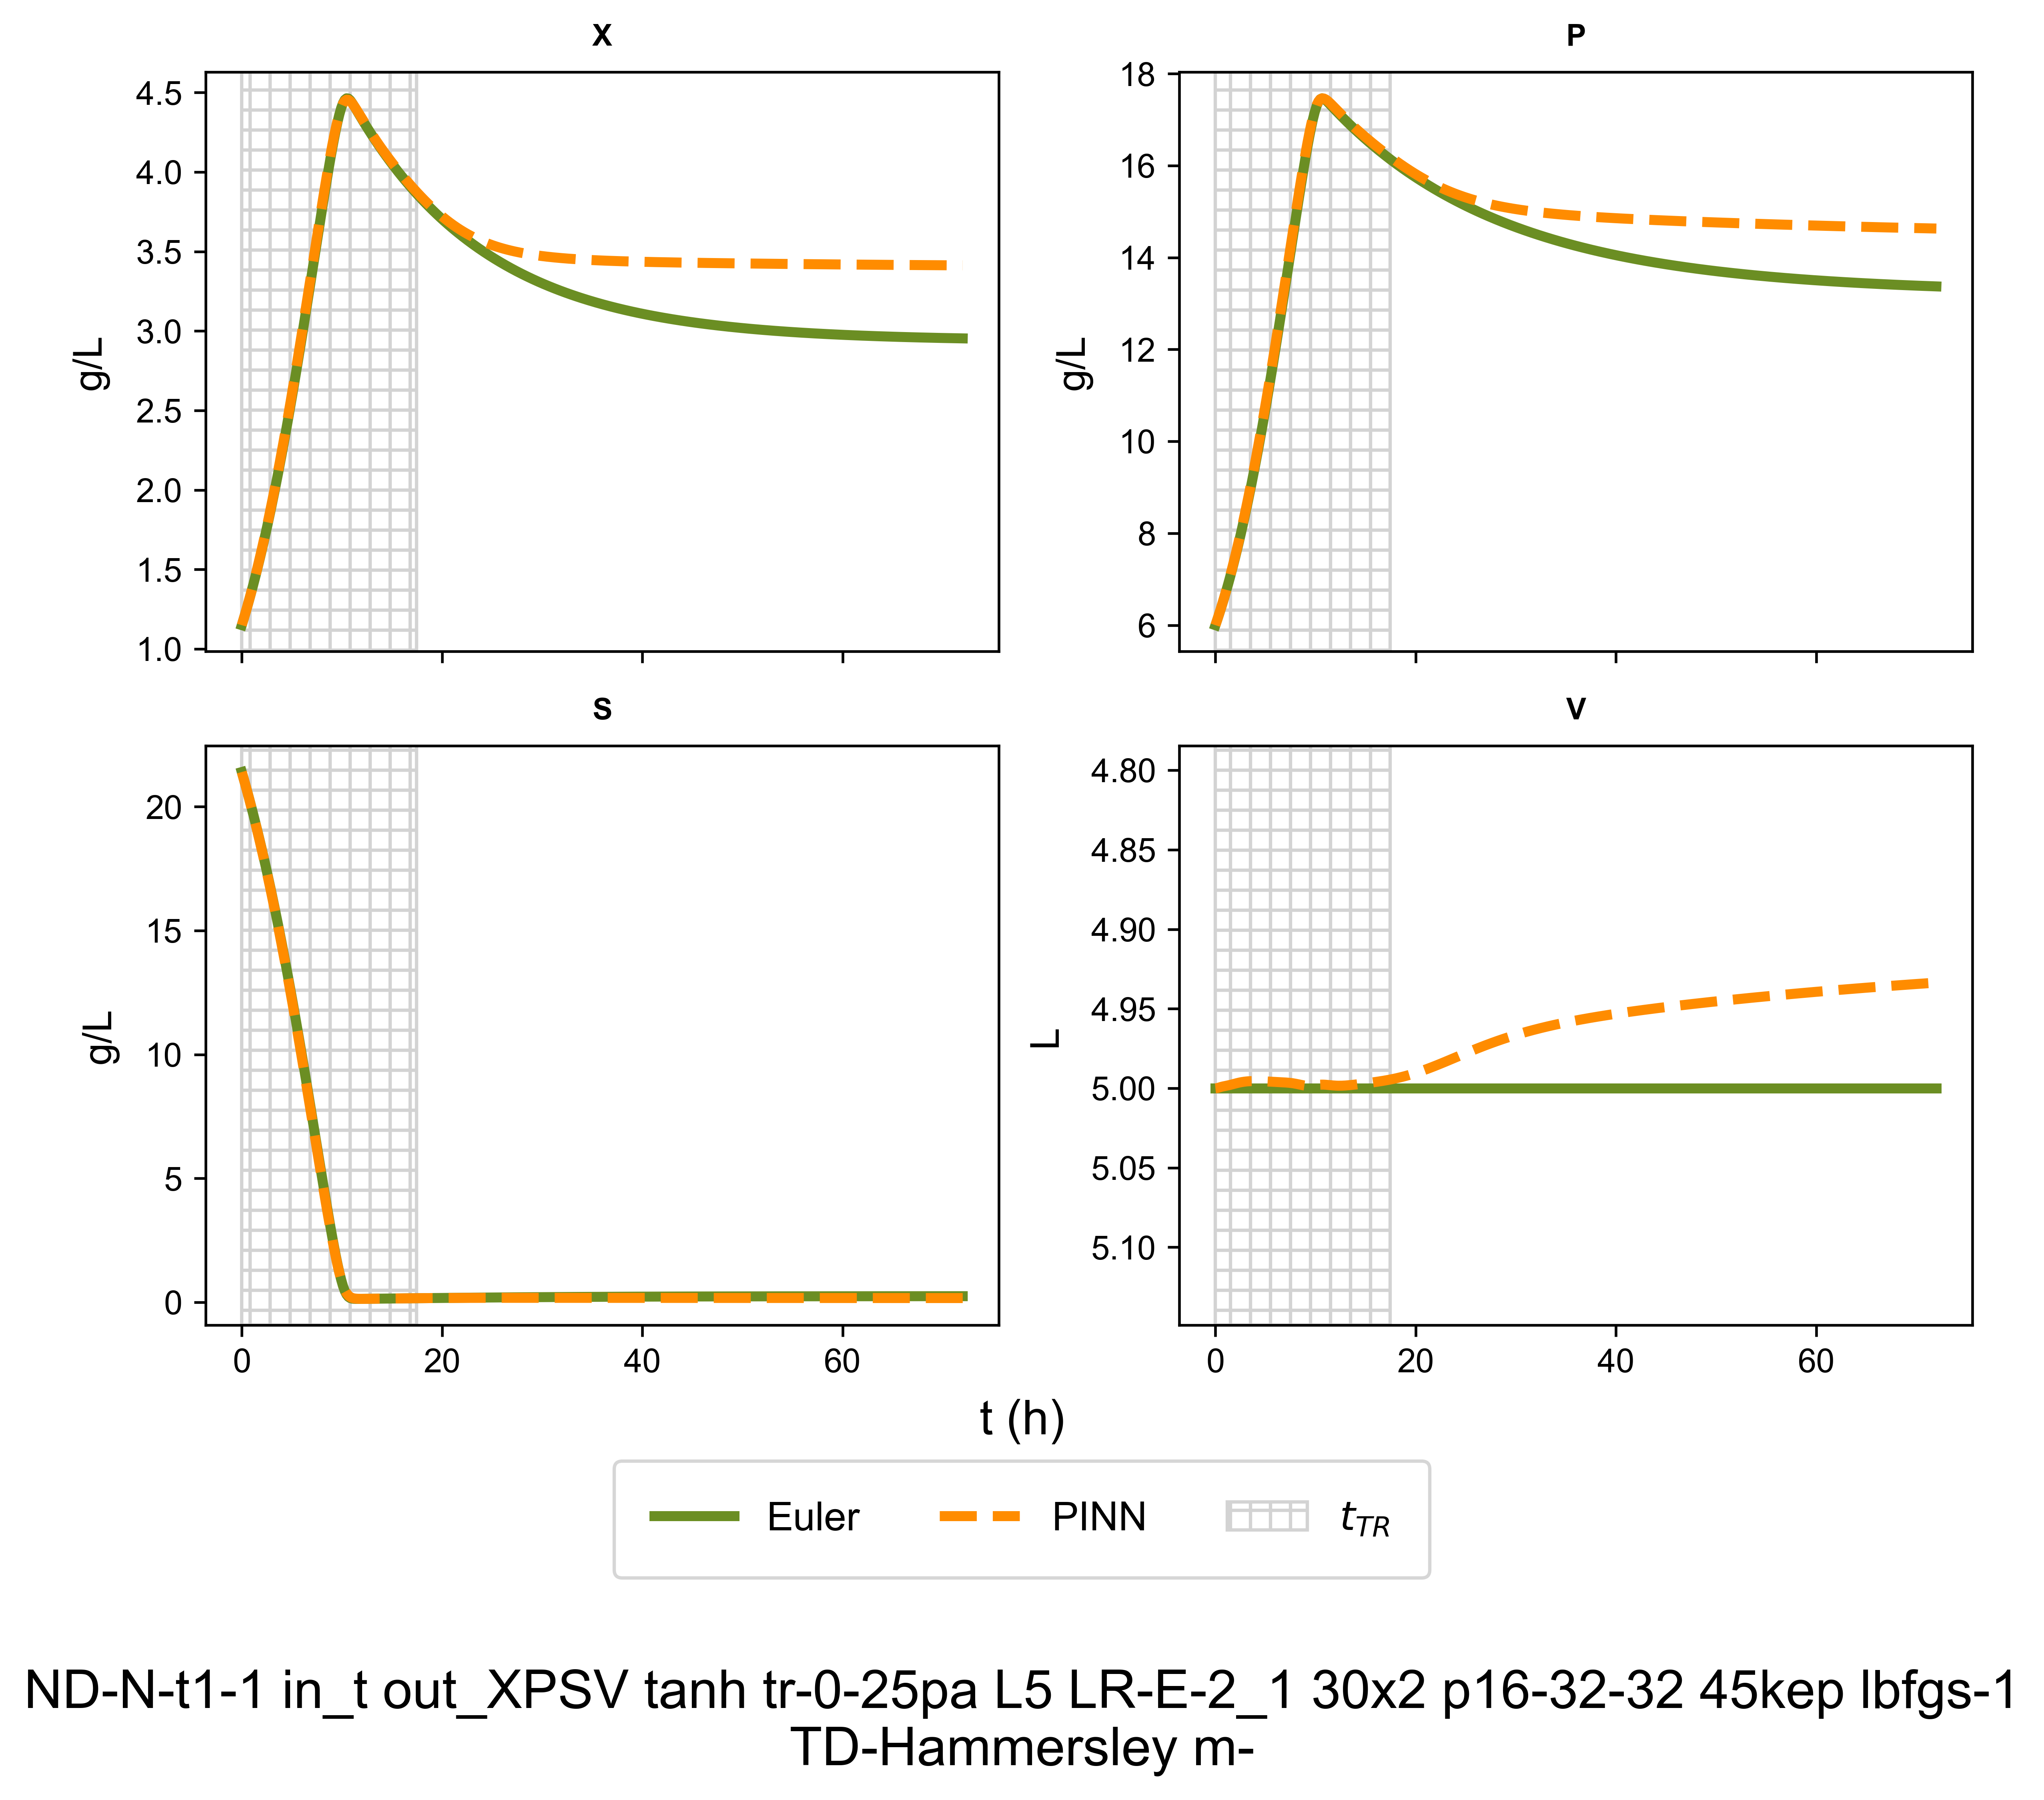 X
4.5
4.0
3.5
3.0
2.5
2.0
1.5
1.0
g/L
P
18
16
14
12
10
8
6
g/L
S
20
15
10
5
0
g/L
0 20 40 60
V
4.80
4.85
4.90
4.95
5.00
5.05
5.10
L
0 20 40 60
t (h)
Euler PINN t_TR
ND-N-t1-1 in_t out_XPSV tanh tr-0-25pa L5 LR-E-2_1 30x2 p16-32-32 45kep lbfgs-1
TD-Hammersley m-